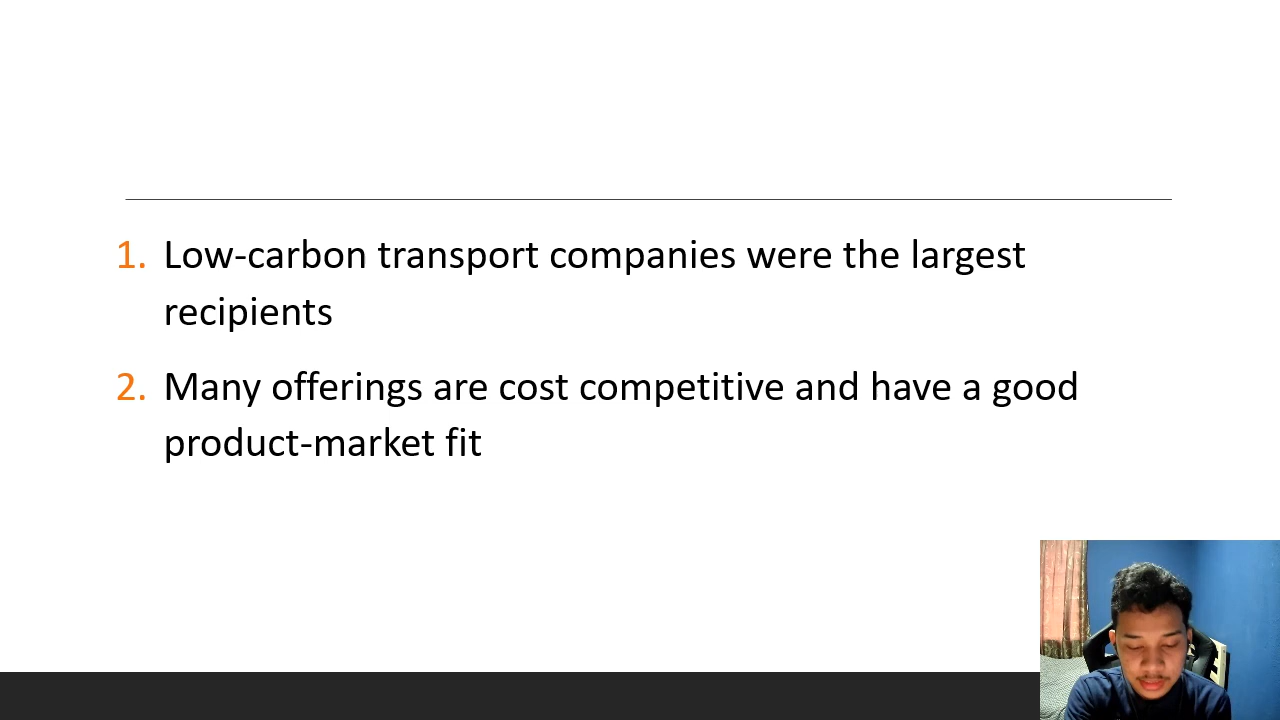 1. Low-carbon transport companies were the largest
recipients
2. Many offerings are cost competitive and have a good
product-market fit